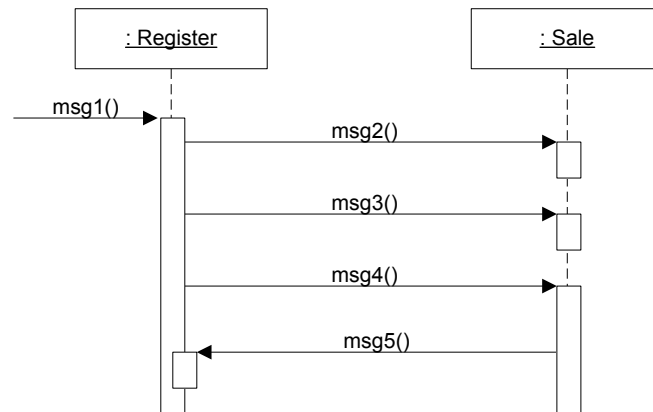 : Register
: Sale
msg1()
msg2()
msg3()
msg4()
msg5()